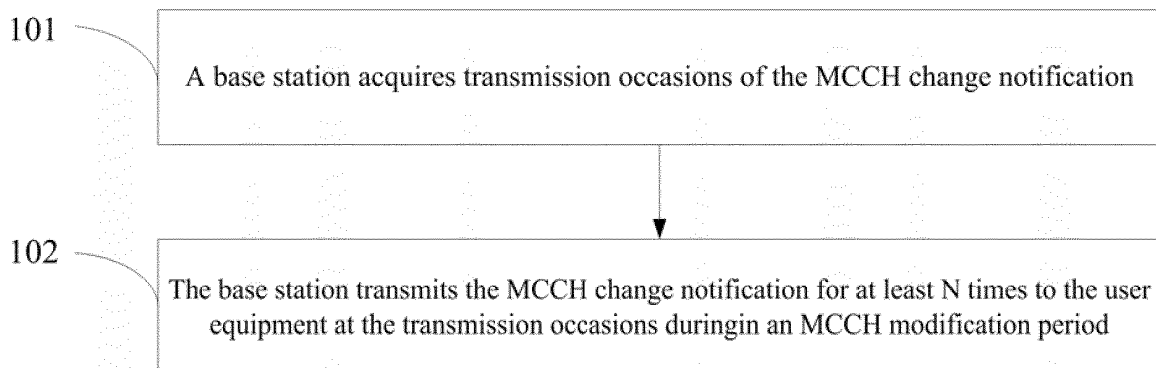 101
A base station acquires transmission occasions of the MCCH change notification
102
The base station transmits the MCCH change notification for at least N times to the user
equipment at the transmission occasions duringin an MCCH modification period